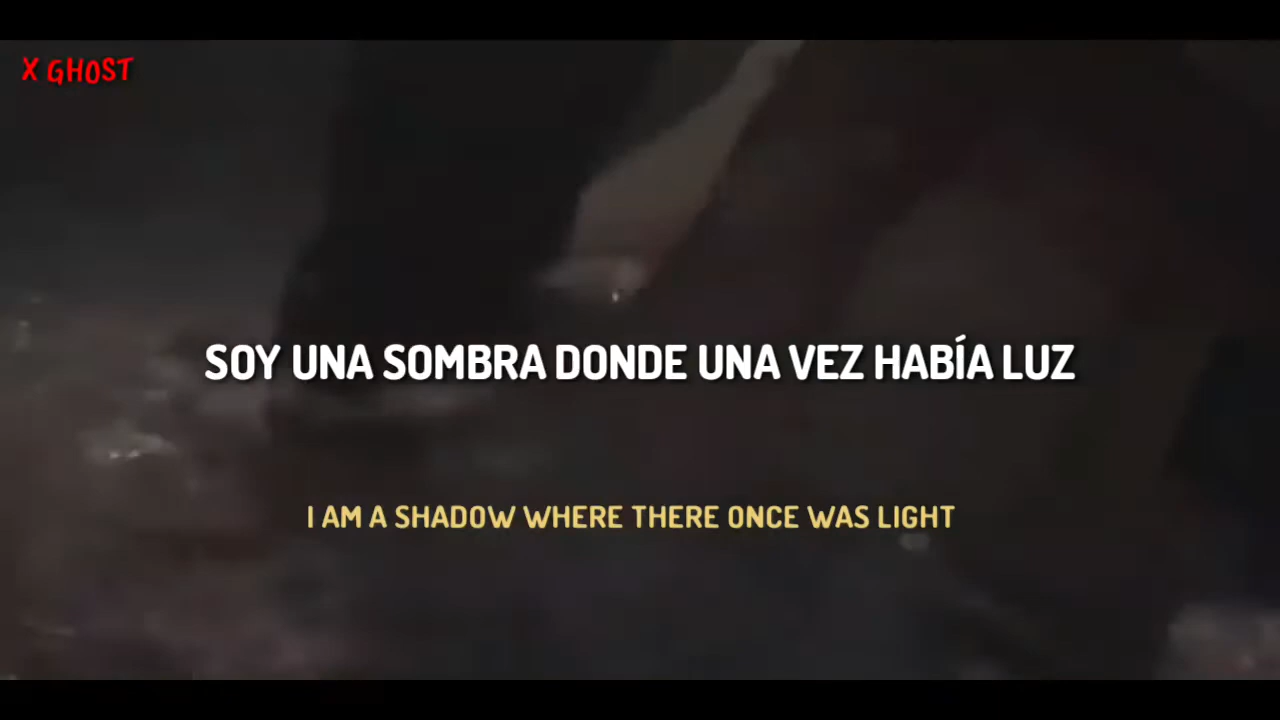 X GHOST
SOY UNA SOMBRA DONDE UNA VEZ HABÍA LUZ
I AM A SHADOW WHERE THERE ONCE WAS LIGHT